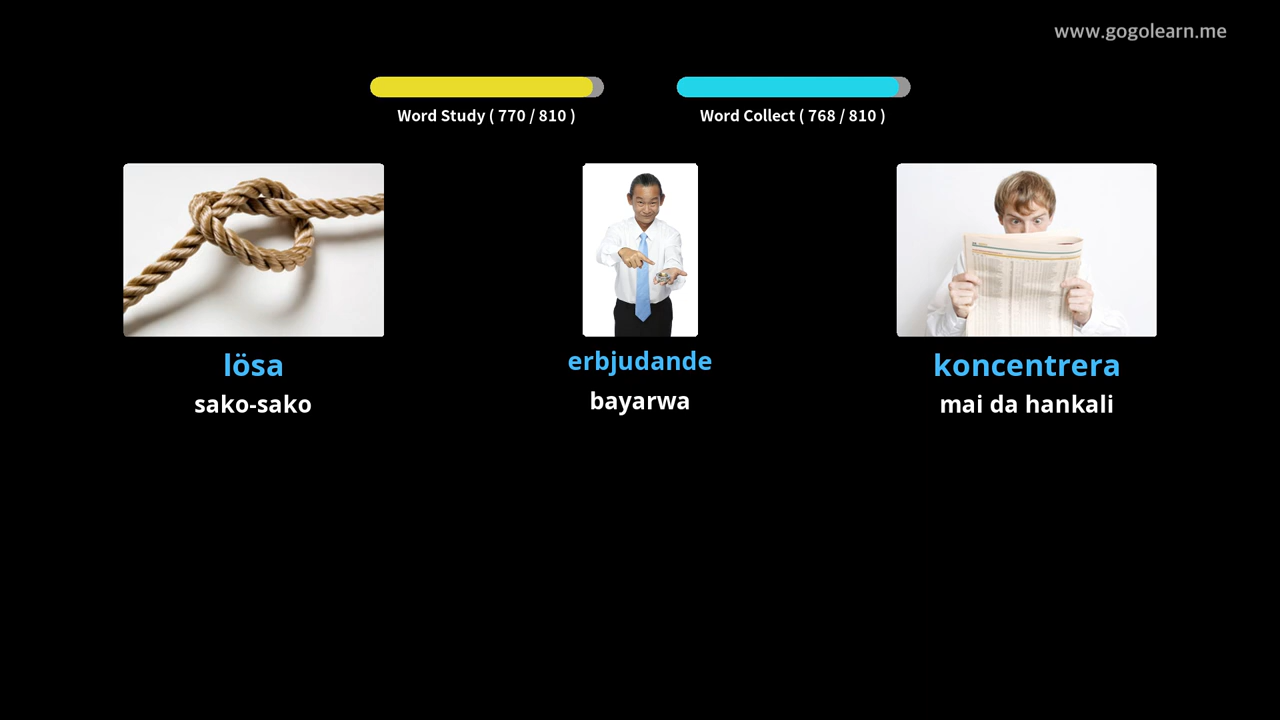 www.gogolearn.me
Word Study ( 770 / 810 )
Word Collect ( 768 / 810 )
lösa
erbjudande
koncentrera
sako-sako
bayarwa
mai da hankali